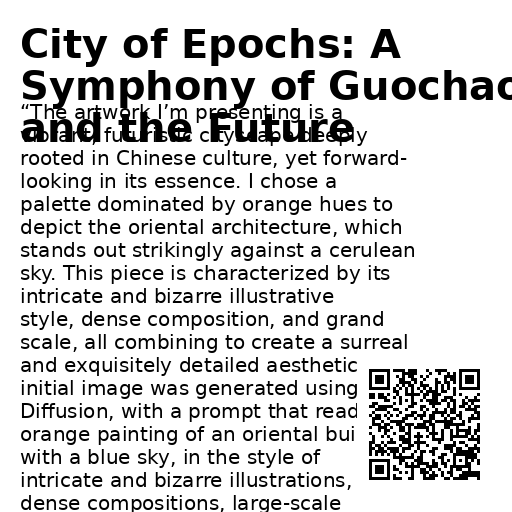 City of Epochs: A
Symphony of Guochao
and the Future
“The artwork I’m presenting is a
vibrant, futuristic cityscape deeply
rooted in Chinese culture, yet forward-
looking in its essence. I chose a
palette dominated by orange hues to
depict the oriental architecture, which
stands out strikingly against a cerulean
sky. This piece is characterized by its
intricate and bizarre illustrative
style, dense composition, and grand
scale, all combining to create a surreal
and exquisitely detailed aesthetic
initial image was generated using
Diffusion, with a prompt that read
orange painting of an oriental bui
with a blue sky, in the style of
intricate and bizarre illustrations,
dense compositions, large-scale